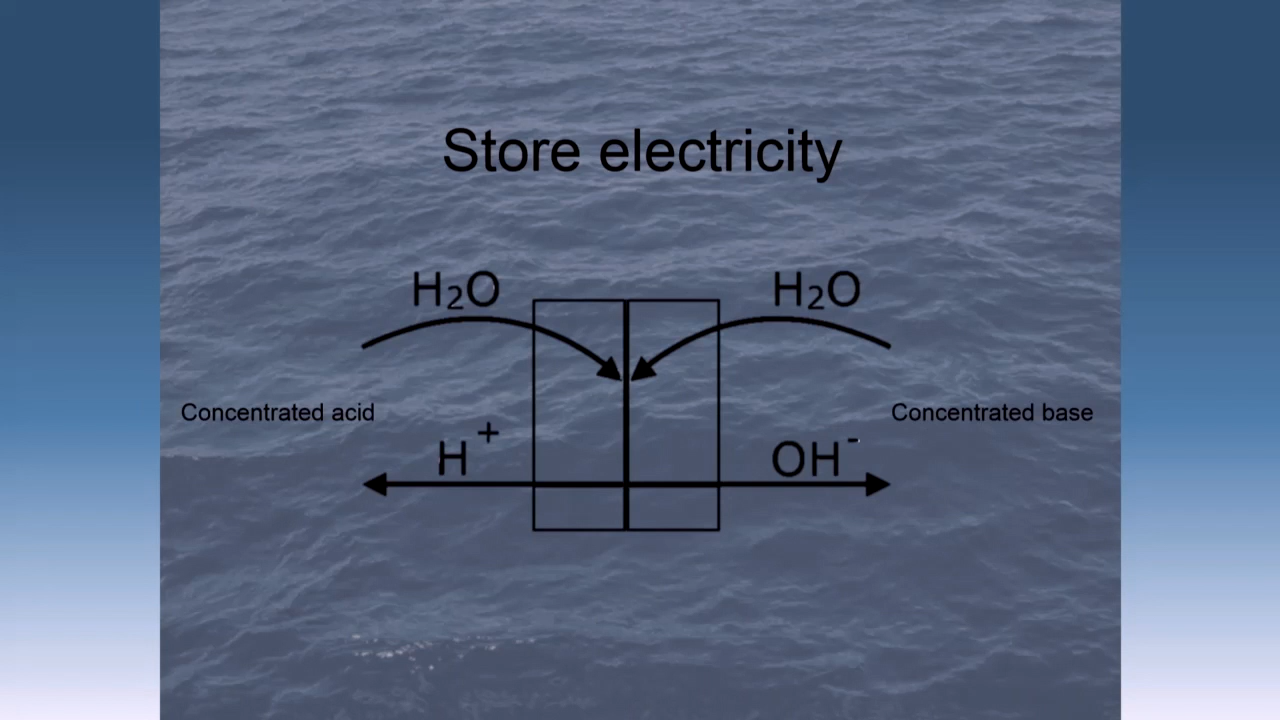 Store electricity
H₂O
H₂O
Concentrated acid
Concentrated base
H⁺
OH⁻